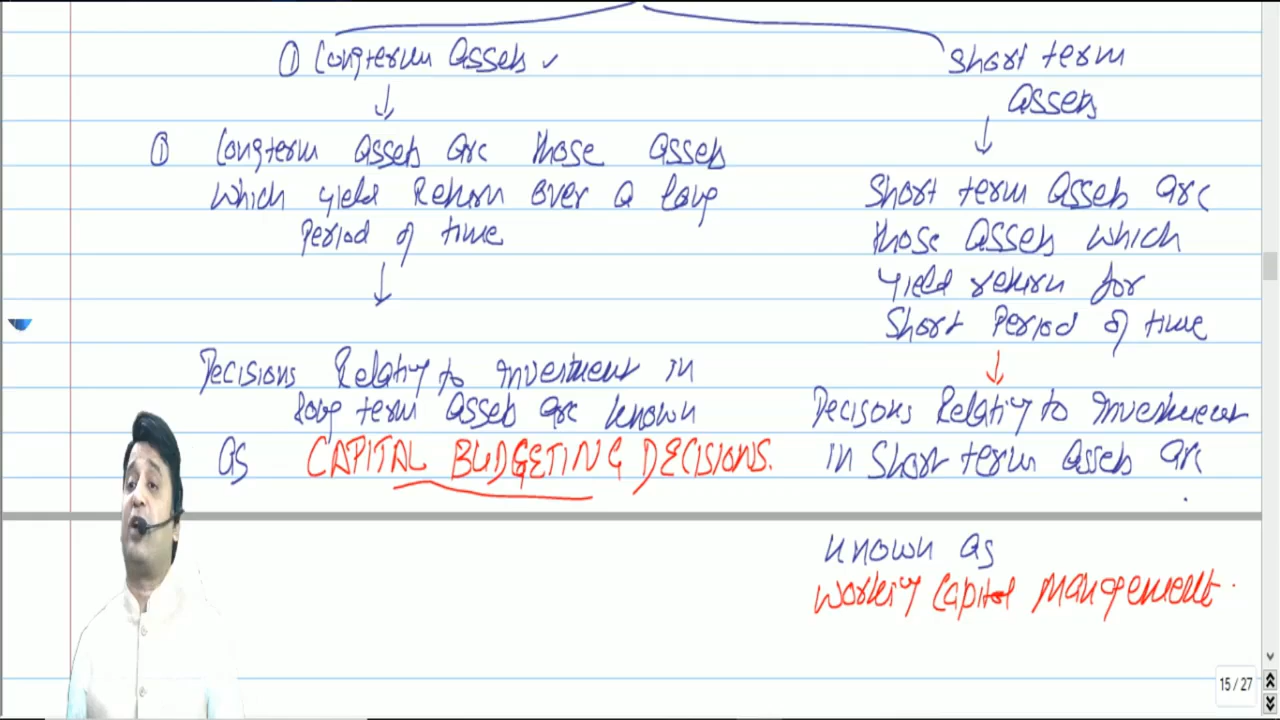 ① Longterm Assets ✓
① Longterm Assets are those Assets
which yield Return over a long
Period of time
Decisions Relating to Investment in
long term Assets are known
as CAPITAL BUDGETING DECISIONS.
Short term
Assets
Short term Assets are
those Assets which
yield return for
Short Period of time
Decisions Relating to Investment
in Short term Assets are
known as
Working Capital Management.
15 / 27